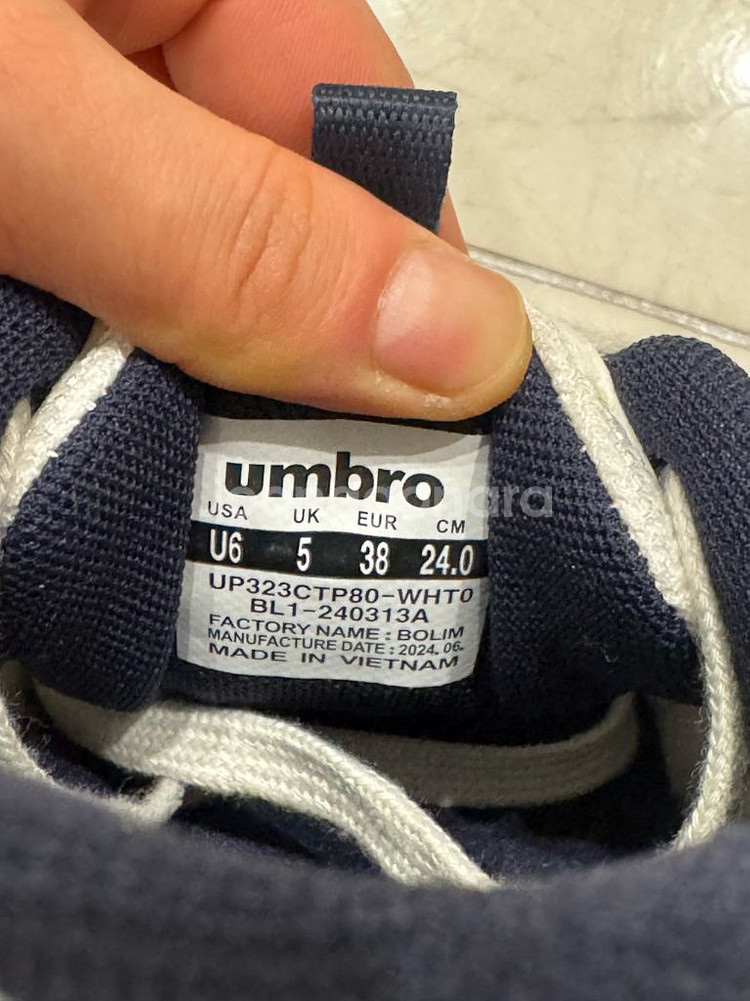 umbro
USA UK EUR CM
U6 5 38 24.0
UP323CTP80-WHT0
BL1-240313A
FACTORY NAME : BOLIM
MANUFACTURE DATE : 2024. 06.
MADE IN VIETNAM